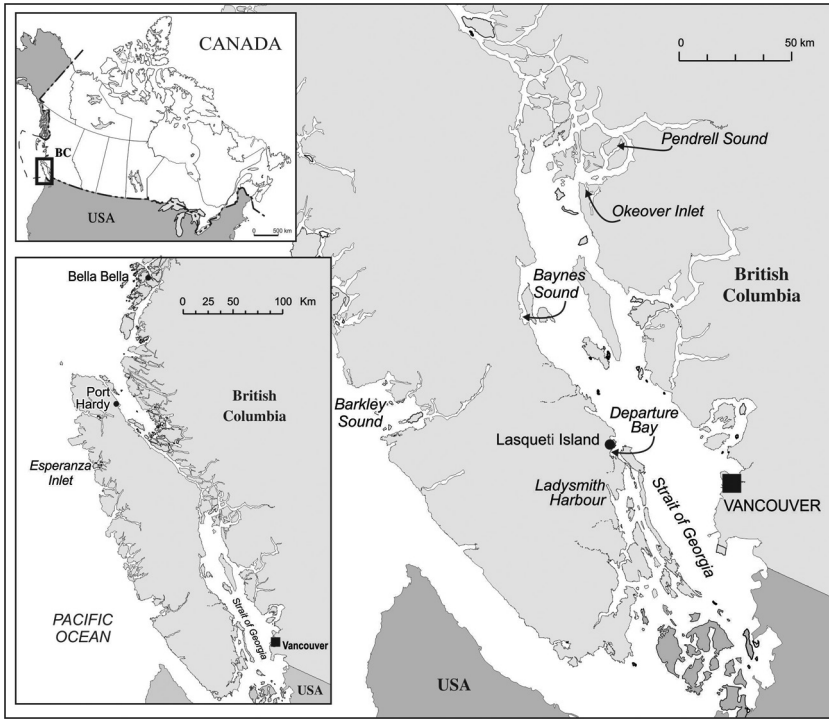 CANADA
BC
USA
0 500 km
Bella Bella
0 25 50 100 Km
Port
Hardy
British
Columbia
Esperanza
Inlet
PACIFIC
OCEAN
Strait of Georgia
Vancouver
USA
0 50 km
Pendrell Sound
Okeover Inlet
Baynes
Sound
British
Columbia
Barkley
Sound
Departure
Bay
Lasqueti Island
Ladysmith
Harbour
Strait of Georgia
VANCOUVER
USA